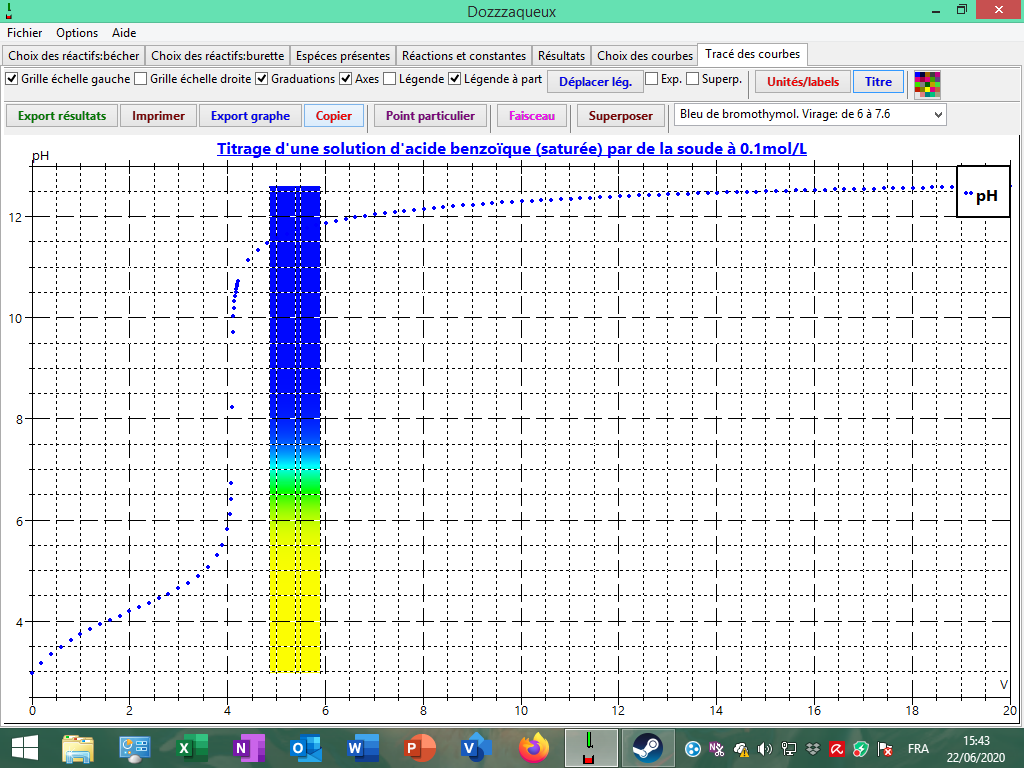 Dozzzaqueux
Fichier Options Aide
Choix des réactifs:bécher Choix des réactifs:burette Espéces présentes Réactions et constantes Résultats Choix des courbes Tracé des courbes
Grille échelle gauche Grille échelle droite Graduations Axes Légende Légende à part Déplacer lég. Exp. Superp. Unités/labels Titre
Export résultats Imprimer Export graphe Copier Point particulier Faisceau Superposer Bleu de bromothymol. Virage: de 6 à 7.6
Titrage d'une solution d'acide benzoïque (saturée) par de la soude à 0.1mol/L
pH
pH
12
10
8
6
4
V
0 2 4 6 8 10 12 14 16 18 20
FRA
15:43
22/06/2020